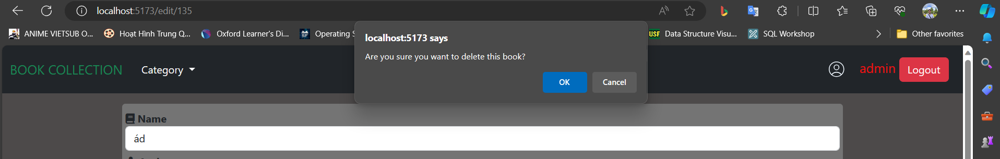 localhost:5173/edit/135
ANIME VIETSUB O...
Hoạt Hình Trung Q...
Oxford Learner's Di...
Operating S
USF Data Structure Visu...
SQL Workshop
Other favorites
localhost:5173 says
Are you sure you want to delete this book?
OK
Cancel
BOOK COLLECTION
Category
admin
Logout
Name
ád